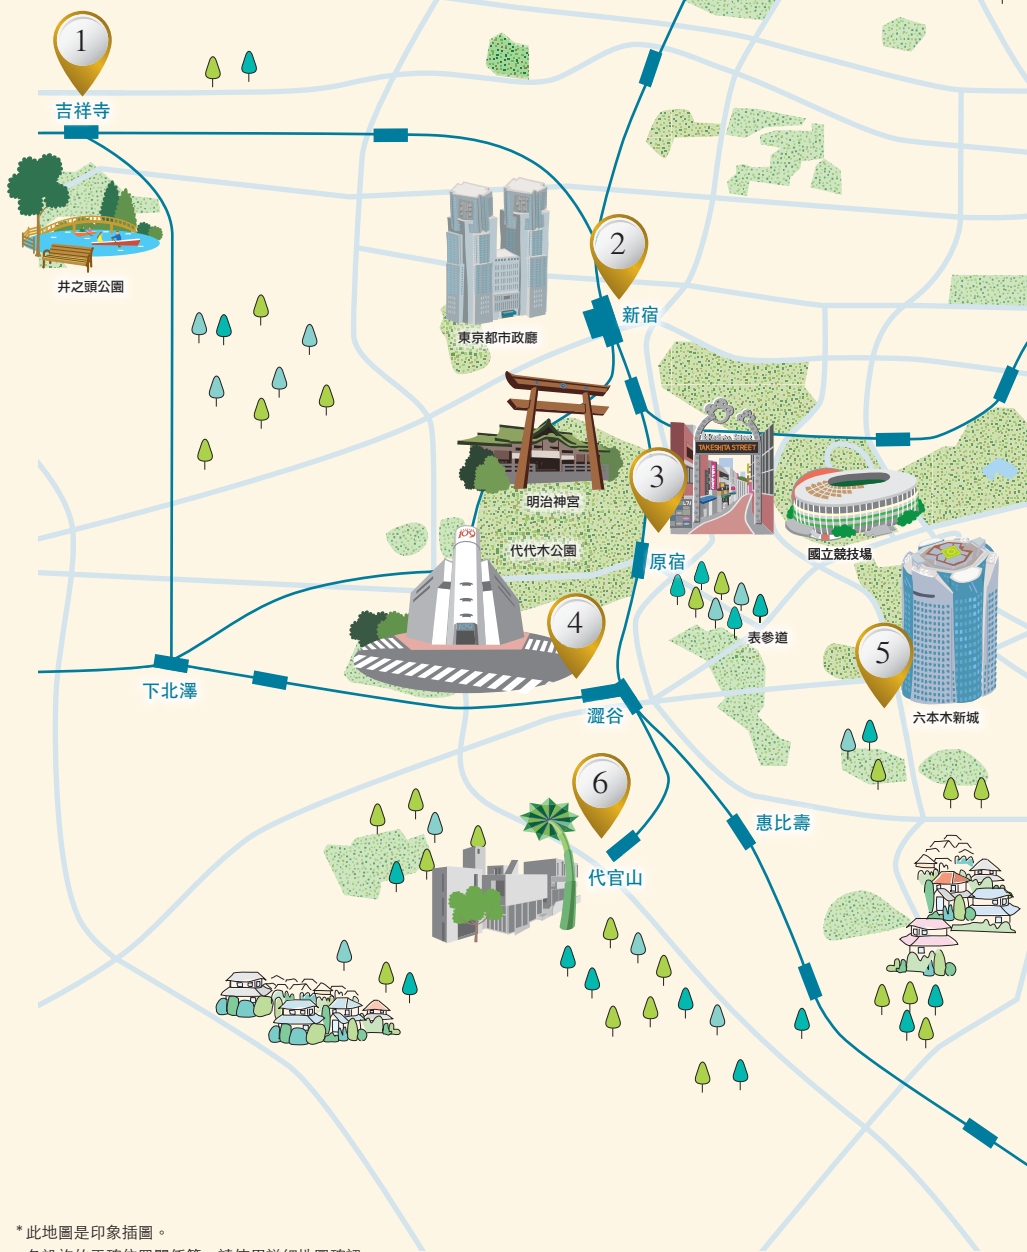 1
吉祥寺
井之頭公園
東京都市政廳
2
新宿
TAKESHITA STREET
3
明治神宮
原宿
國立競技場
109
代代木公園
表參道
4
5
下北澤
澀谷
六本木新城
6
惠比壽
代官山
*此地圖是印象插圖。